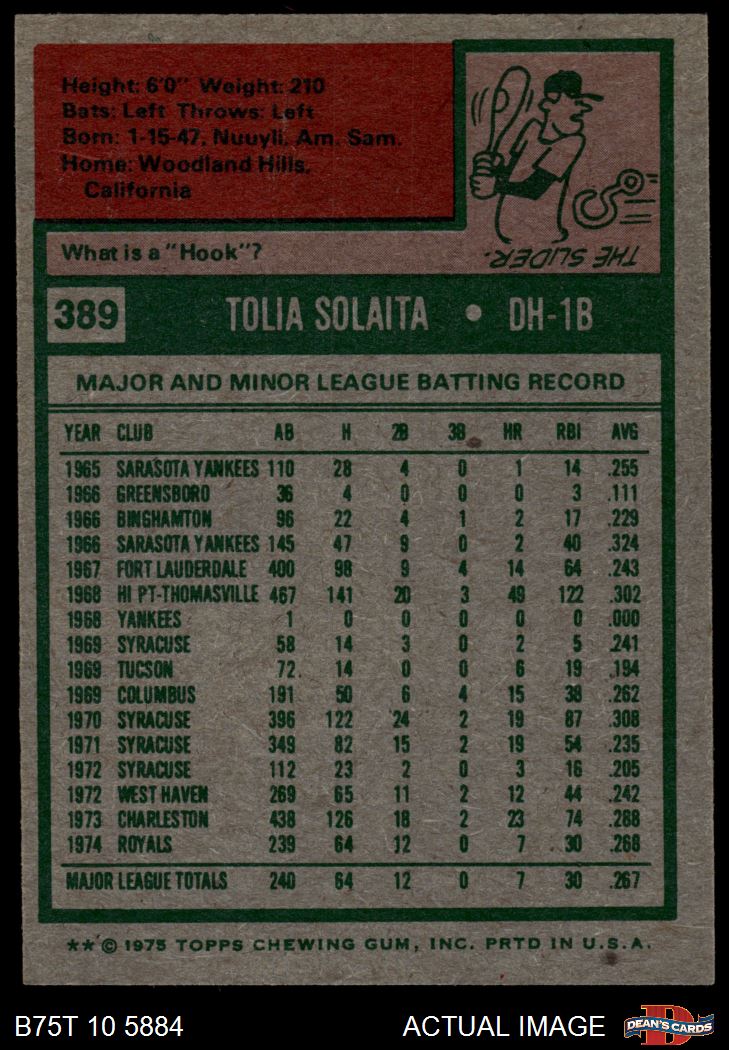 Height: 6'0" Weight: 210
Bats: Left Throws: Left
Born: 1-15-47, Nuuyli, Am. Sam.
Home: Woodland Hills,
California
What is a "Hook"?
THE SLIDER.
389 TOLIA SOLAITA • DH-1B
MAJOR AND MINOR LEAGUE BATTING RECORD
YEAR CLUB AB H 2B 3B HR RBI AVG
1965 SARASOTA YANKEES 110 28 4 0 1 14 .255
1966 GREENSBORO 36 4 0 0 0 3 .111
1966 BINGHAMTON 96 22 4 1 2 17 .229
1966 SARASOTA YANKEES 145 47 9 0 2 40 .324
1967 FORT LAUDERDALE 400 98 9 4 14 64 .243
1968 HI PT-THOMASVILLE 467 141 20 3 49 122 .302
1968 YANKEES 1 0 0 0 0 0 .000
1969 SYRACUSE 58 14 3 0 2 5 .241
1969 TUCSON 72 14 0 0 6 19 .194
1969 COLUMBUS 191 50 6 4 15 38 .262
1970 SYRACUSE 396 122 24 2 19 87 .308
1971 SYRACUSE 349 82 15 2 19 54 .235
1972 SYRACUSE 112 23 2 0 3 16 .205
1972 WEST HAVEN 269 65 11 2 12 44 .242
1973 CHARLESTON 438 126 18 2 23 74 .288
1974 ROYALS 239 64 12 0 7 30 .268
MAJOR LEAGUE TOTALS 240 64 12 0 7 30 .267
**© 1975 TOPPS CHEWING GUM, INC. PRTD IN U.S.A.
B75T 10 5884 ACTUAL IMAGE
DEAN'S CARDS